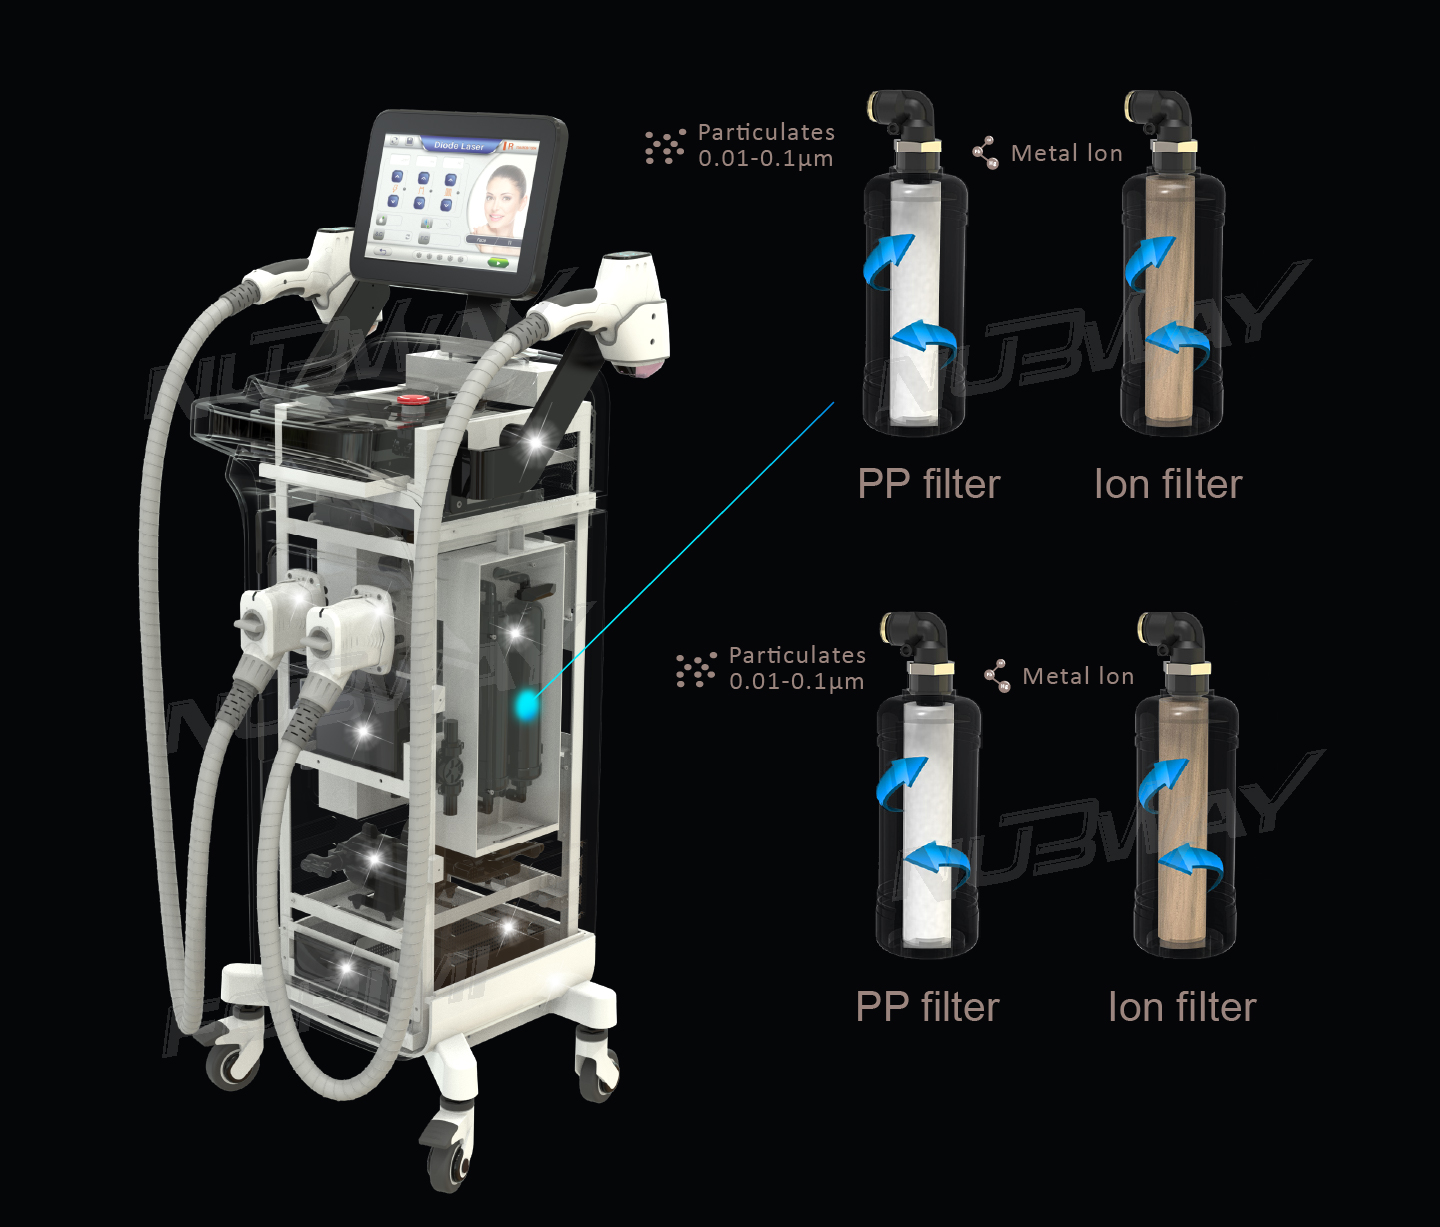 Diode Laser
Particulates
0.01-0.1µm
Metal Ion
PP filter
Ion filter
NUBWAY
NUBWAY
Particulates
0.01-0.1µm
Metal Ion
PP filter
Ion filter
NUBWAY